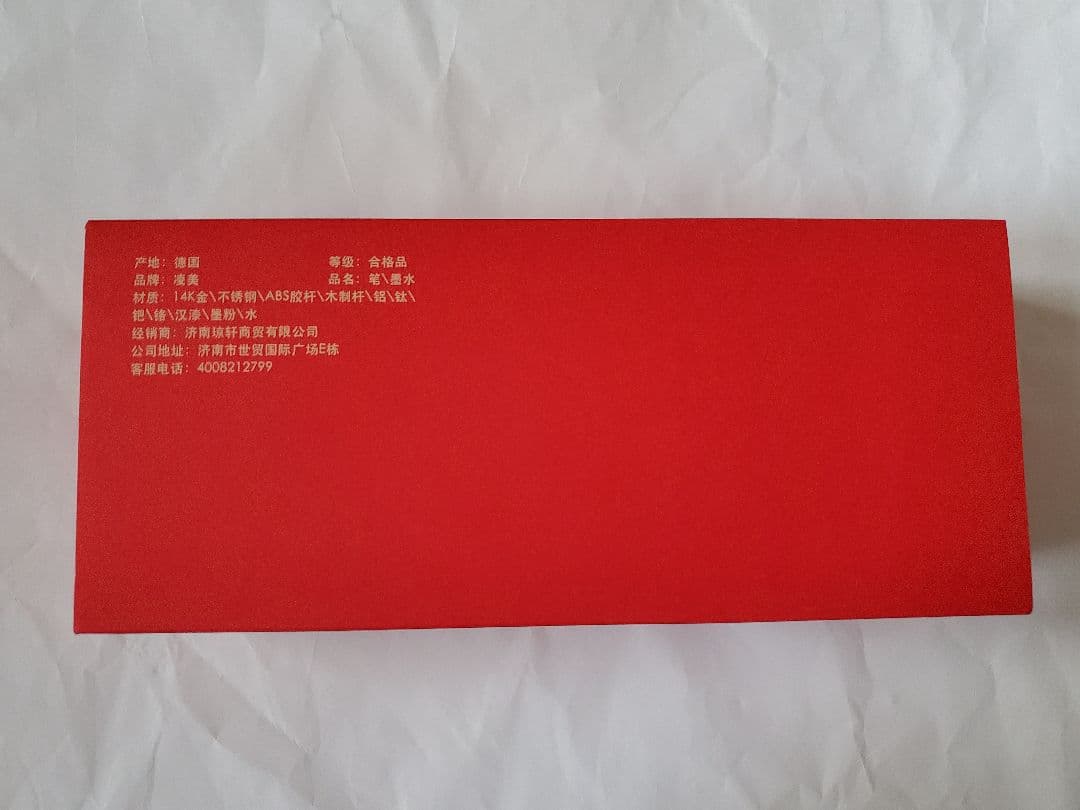 产地：德国 等级：合格品
品牌：凌美 品名：笔\墨水
材质：14K金\不锈钢\ABS胶杆\木制杆\铝\钛\
钯\铬\汉漆\墨粉\水
经销商：济南琼轩商贸有限公司
公司地址：济南市世贸国际广场E栋
客服电话：4008212799